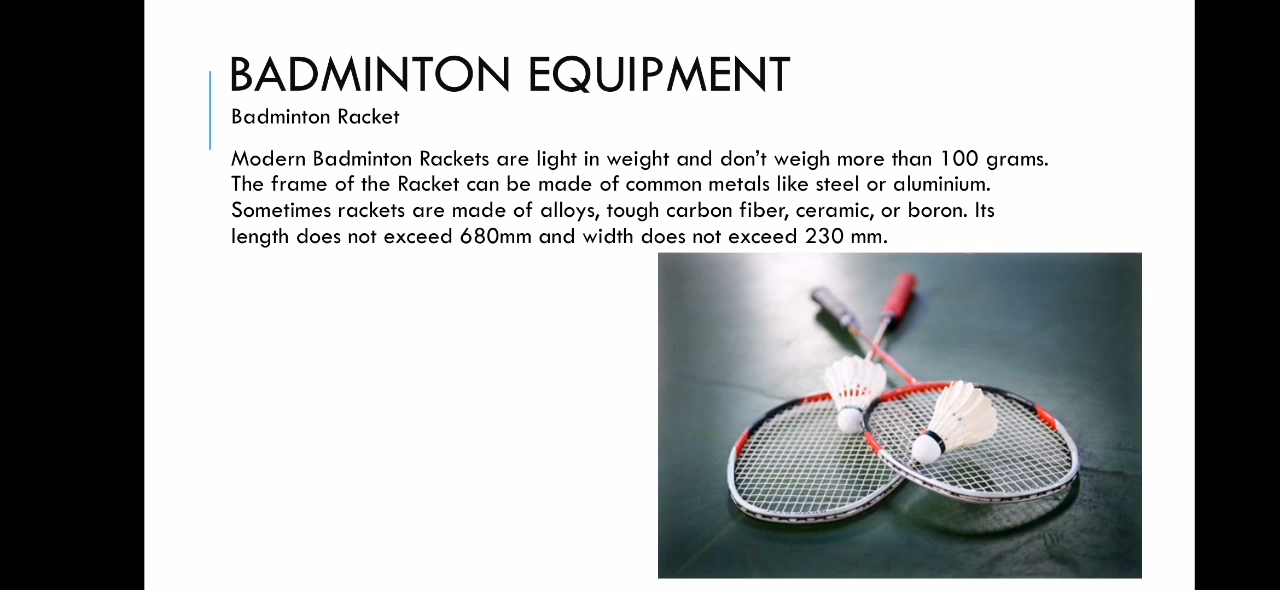 BADMINTON EQUIPMENT
Badminton Racket
Modern Badminton Rackets are light in weight and don’t weigh more than 100 grams.
The frame of the Racket can be made of common metals like steel or aluminium.
Sometimes rackets are made of alloys, tough carbon fiber, ceramic, or boron. Its
length does not exceed 680mm and width does not exceed 230 mm.